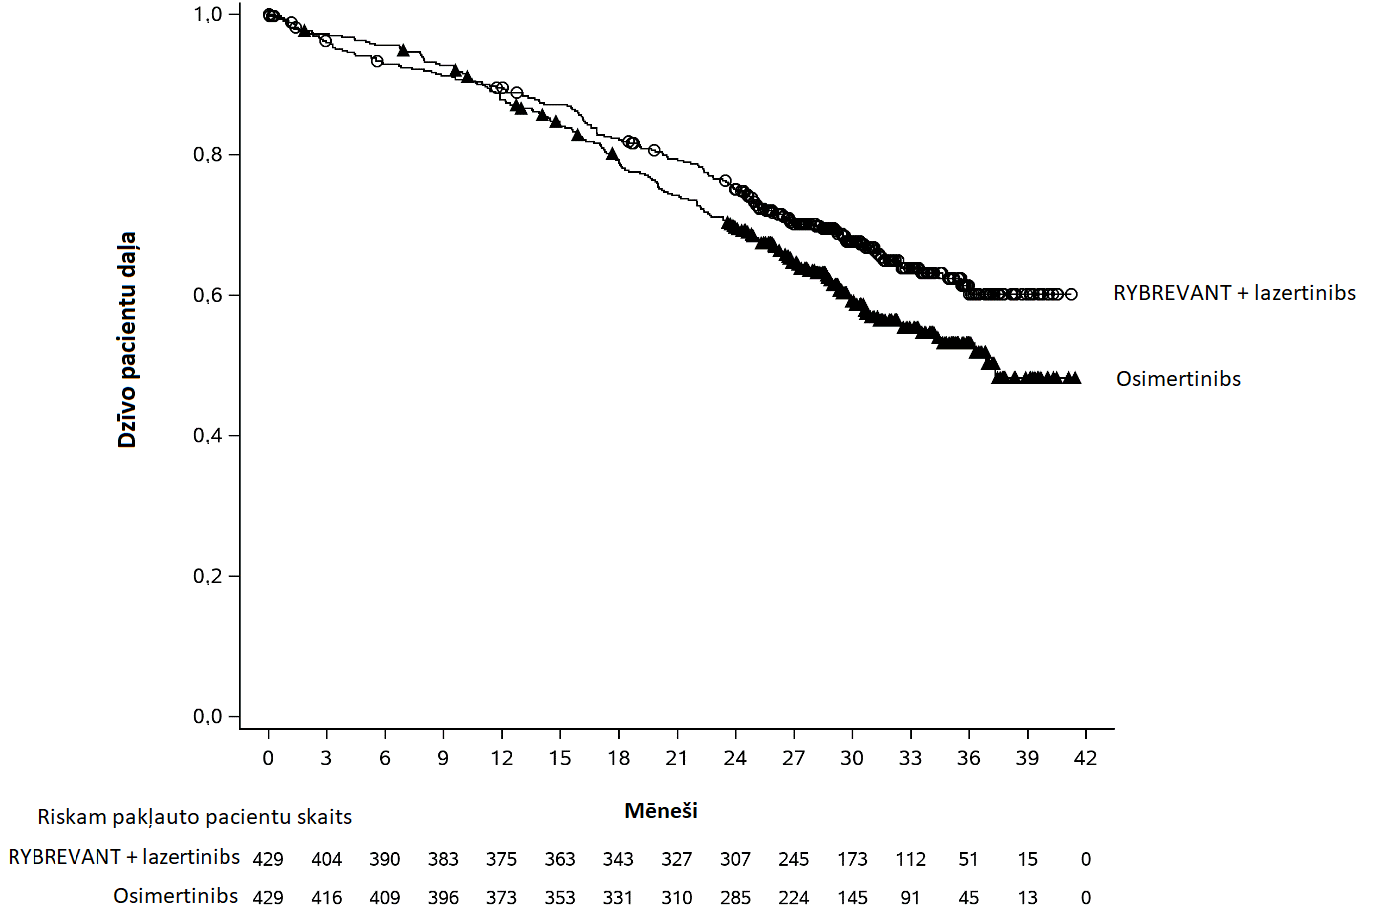 1,0
0,8
0,6
0,4
0,2
0,0
Dzīvo pacientu daļa
RYBREVANT + lazertinibs
Osimertinibs
0 3 6 9 12 15 18 21 24 27 30 33 36 39 42
Mēneši
Riskam pakļauto pacientu skaits
RYBREVANT + lazertinibs 429 404 390 383 375 363 343 327 307 245 173 112 51 15 0
Osimertinibs 429 416 409 396 373 353 331 310 285 224 145 91 45 13 0